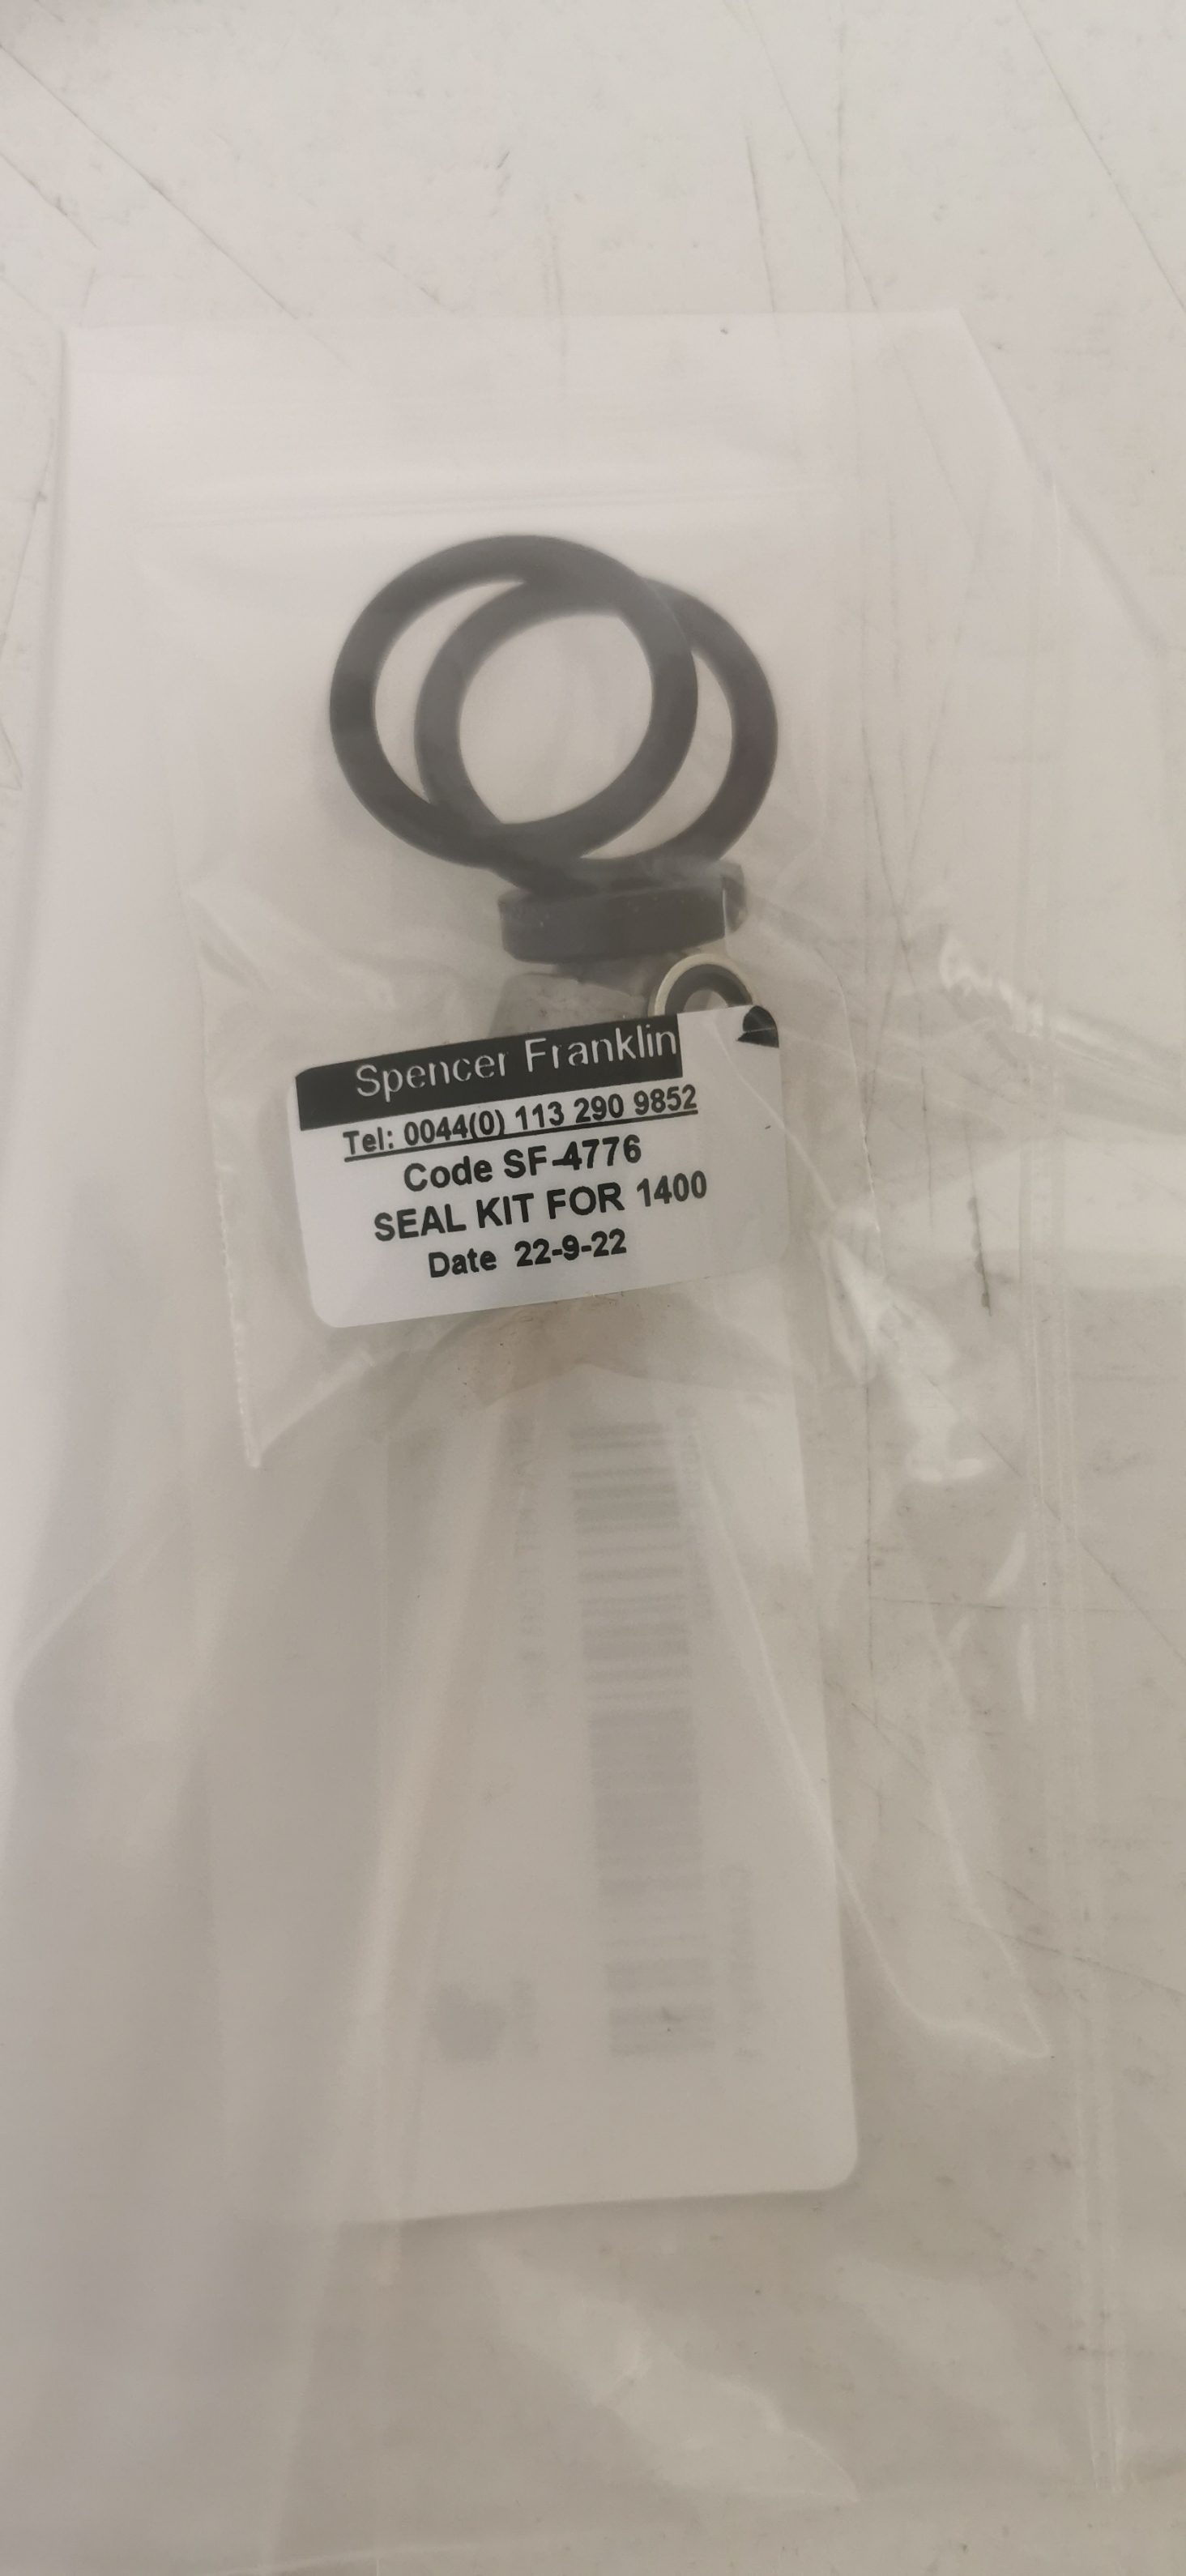 Spencer Franklin
Tel: 0044(0) 113 290 9852
Code SF-4776
SEAL KIT FOR 1400
Date 22-9-22